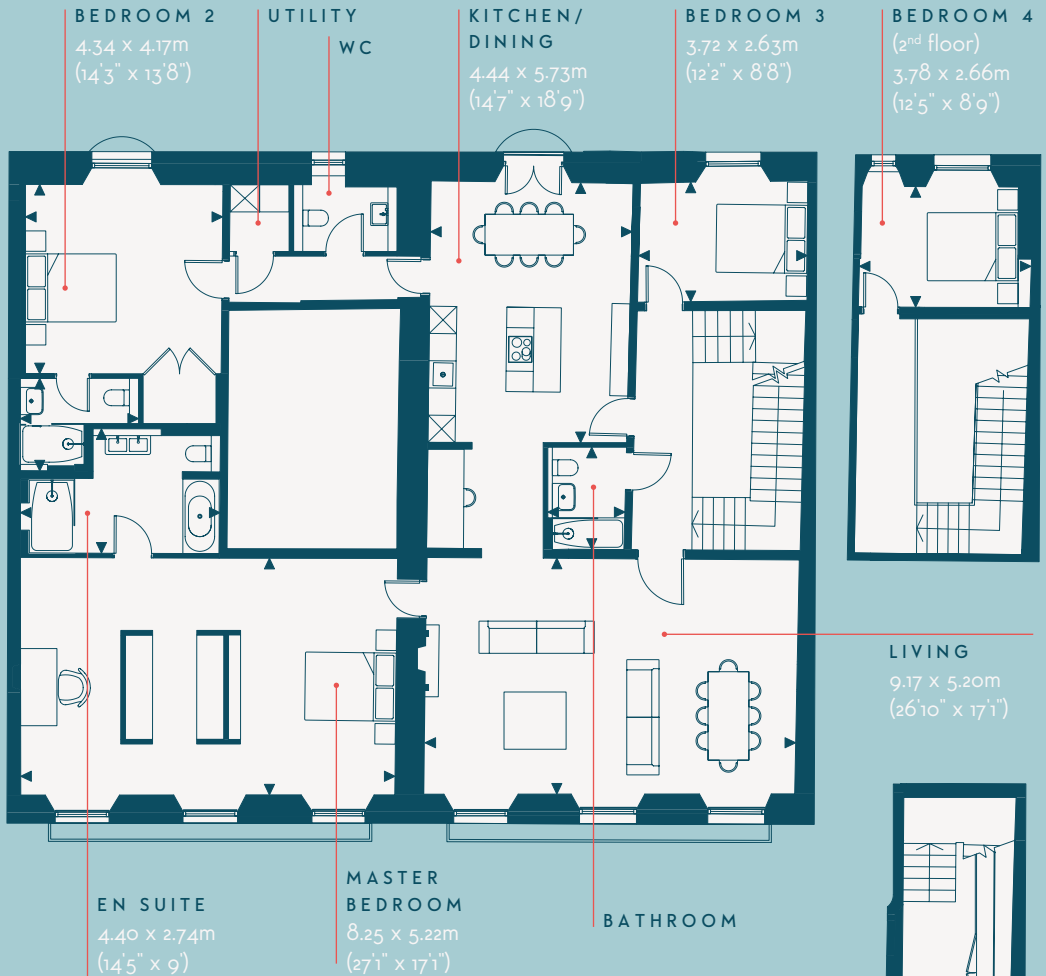 BEDROOM 2
4.34 x 4.17m
(14'3" x 13'8")
UTILITY
WC
KITCHEN/
DINING
4.44 x 5.73m
(14'7" x 18'9")
BEDROOM 3
3.72 x 2.63m
(12'2" x 8'8")
BEDROOM 4
(2nd floor)
3.78 x 2.66m
(12'5" x 8'9")
LIVING
9.17 x 5.20m
(26'10" x 17'1")
EN SUITE
4.40 x 2.74m
(14'5" x 9')
MASTER
BEDROOM
8.25 x 5.22m
(27'1" x 17'1")
BATHROOM